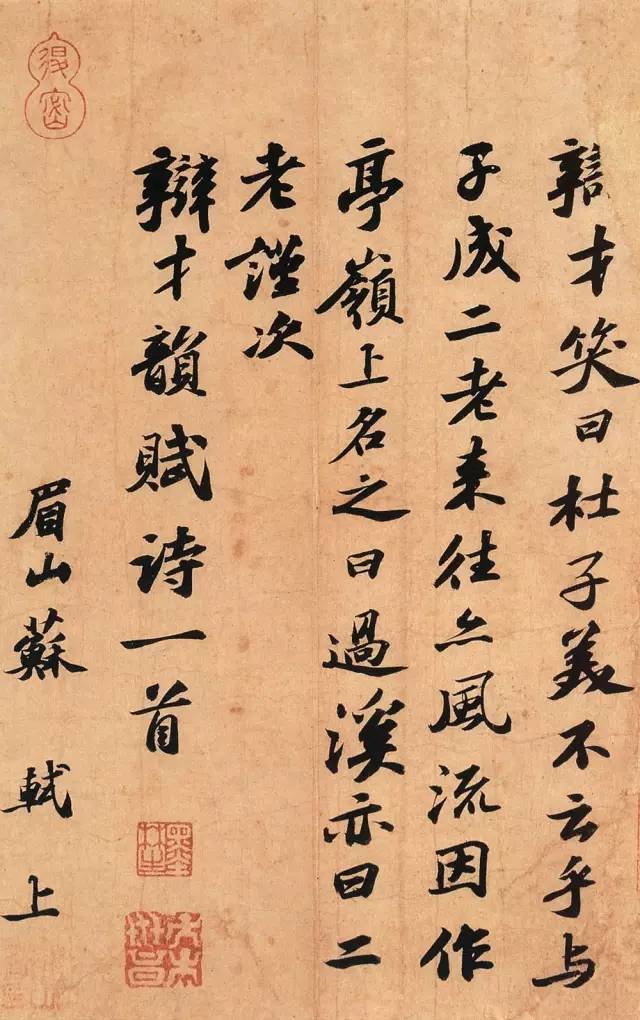 辯才笑曰杜子美不云乎与
子成二老来往亦風流因作
亭嶺上名之曰過溪亦曰二
老謹次
辯才韻賦詩一首
眉山蘇軾上